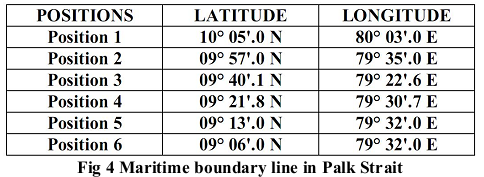 POSITIONS LATITUDE LONGITUDE
Position 1 10° 05'.0 N 80° 03'.0 E
Position 2 09° 57'.0 N 79° 35'.0 E
Position 3 09° 40'.1 N 79° 22'.6 E
Position 4 09° 21'.8 N 79° 30'.7 E
Position 5 09° 13'.0 N 79° 32'.0 E
Position 6 09° 06'.0 N 79° 32'.0 E
Fig 4 Maritime boundary line in Palk Strait